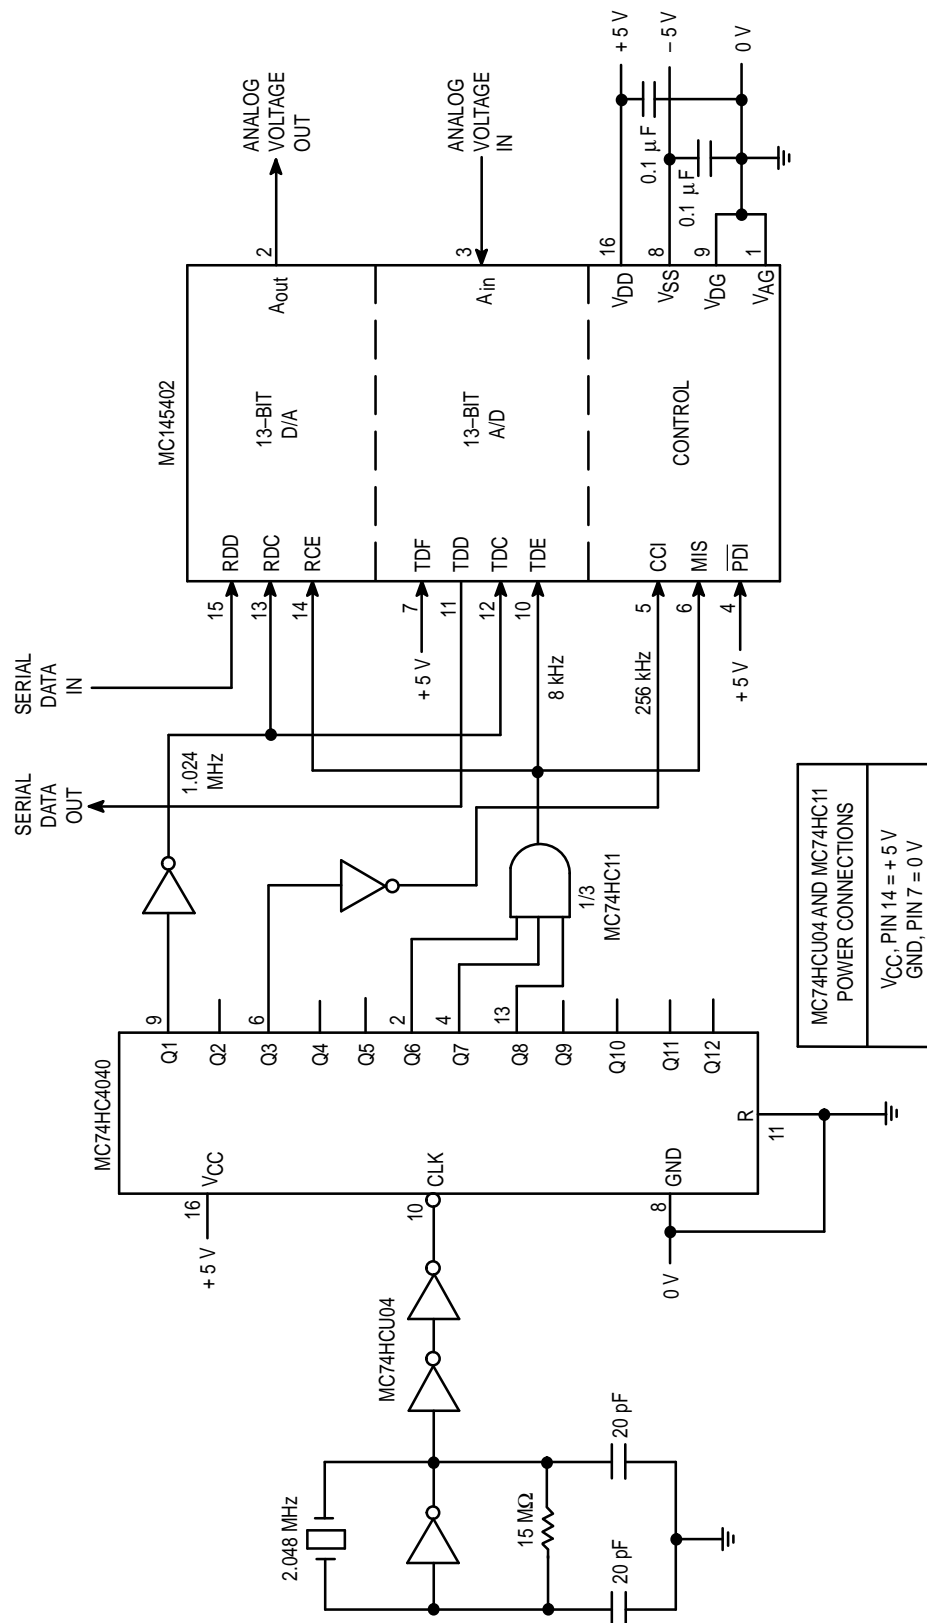 2.048 MHz
15 MΩ
20 pF
20 pF
MC74HCU04
MC74HC4040
+ 5 V
16
VCC
10
CLK
0 V
8
GND
R
11
Q1
9
Q2
Q3
6
Q4
Q5
Q6
2
Q7
4
Q8
13
Q9
Q10
Q11
Q12
1/3
MC74HC11
SERIAL
DATA
OUT
SERIAL
DATA
IN
1.024
MHz
8 kHz
256 kHz
MC145402
15
RDD
13
RDC
14
RCE
+ 5 V
7
TDF
11
TDD
12
TDC
10
TDE
5
CCI
6
MIS
+ 5 V
4
PDI
13–BIT
D/A
13–BIT
A/D
CONTROL
Aout
2
Ain
3
VDD
16
VSS
8
VDG
9
VAG
1
ANALOG
VOLTAGE
OUT
ANALOG
VOLTAGE
IN
0.1 µF
0.1 µF
+ 5 V
– 5 V
0 V
MC74HCU04 AND MC74HC11
POWER CONNECTIONS
VCC, PIN 14 = + 5 V
GND, PIN 7 = 0 V